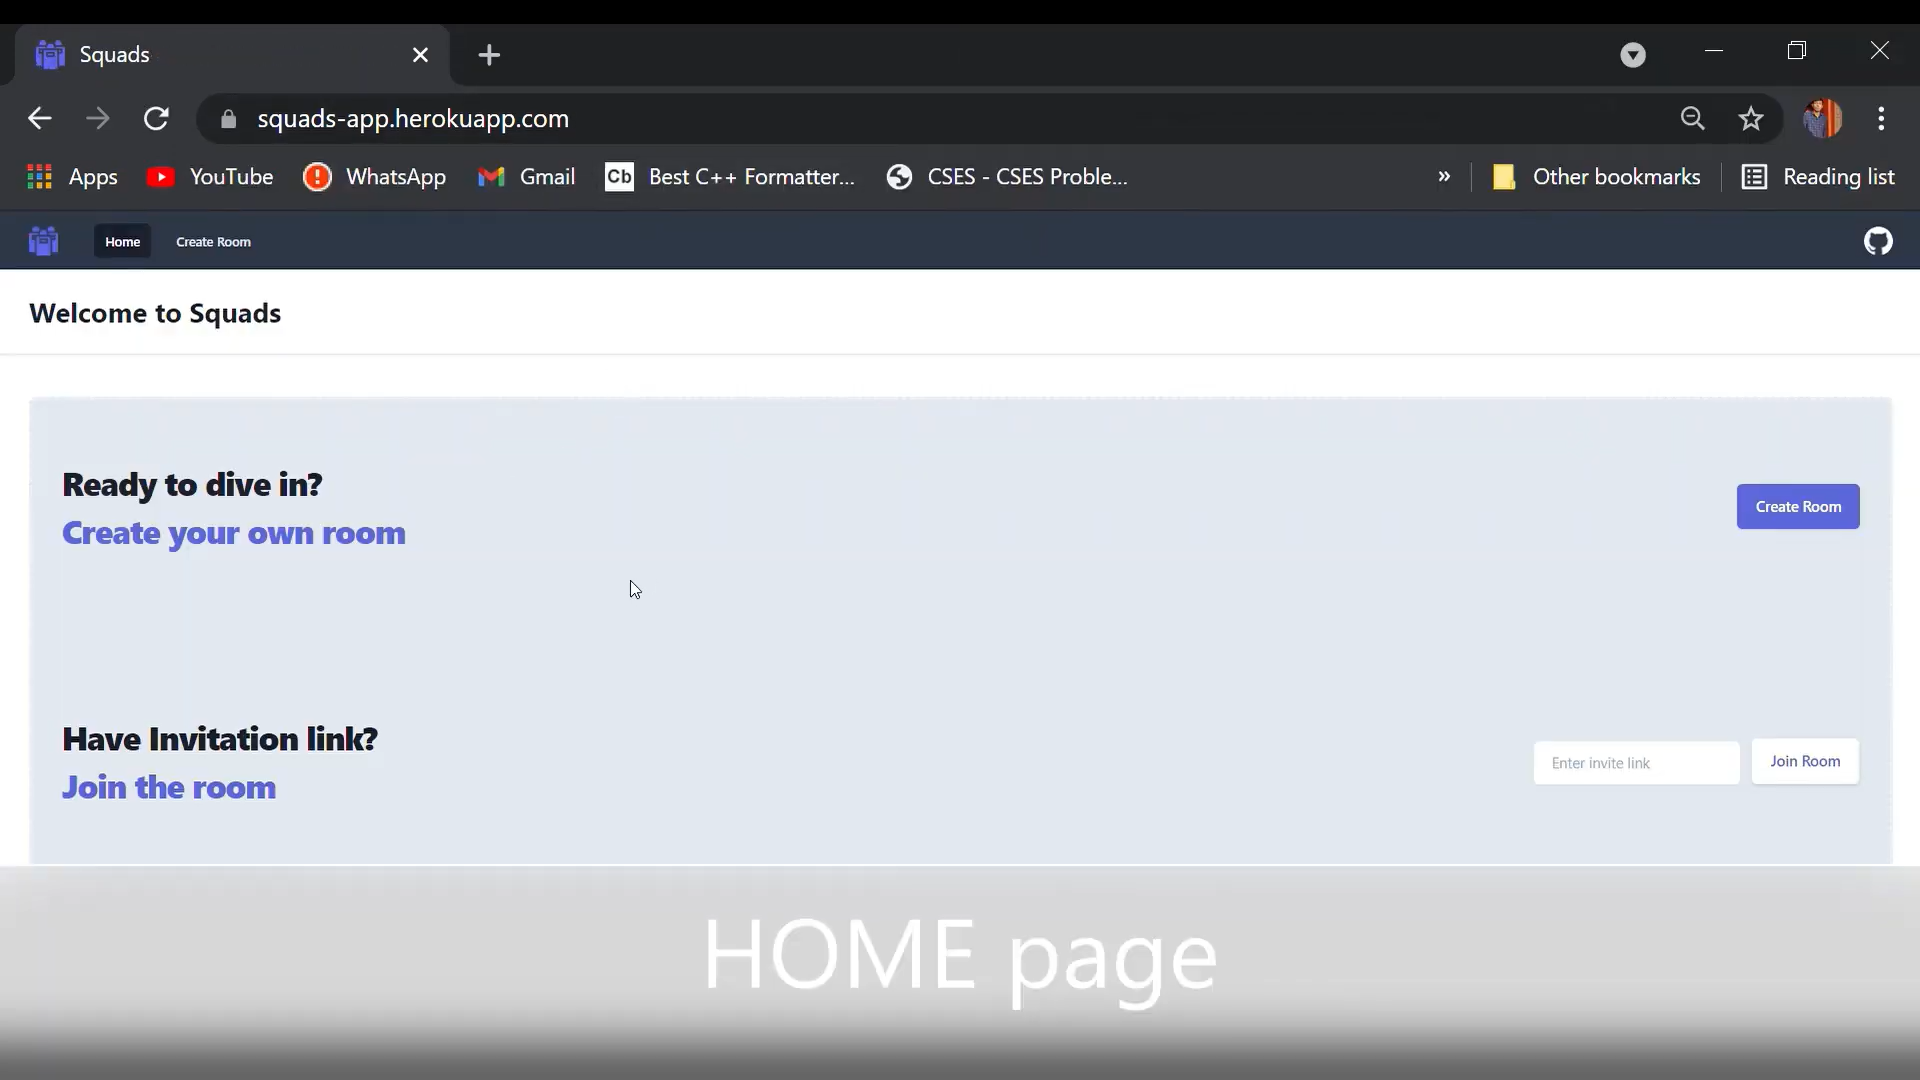 Squads
squads-app.herokuapp.com
Apps YouTube WhatsApp Gmail Cb Best C++ Formatter... CSES - CSES Proble... » Other bookmarks Reading list
Home Create Room
Welcome to Squads
Ready to dive in?
Create your own room
Create Room
Have Invitation link?
Join the room
Enter invite link Join Room
HOME page